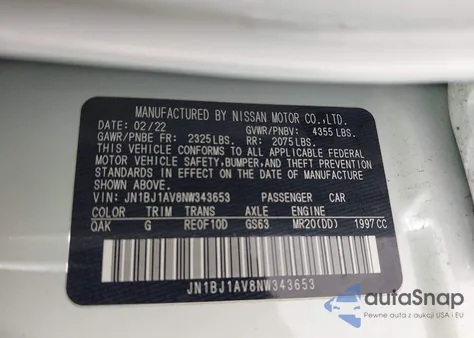 MANUFACTURED BY NISSAN MOTOR CO.,LTD.
DATE: 02/22 GVWR/PNBV: 4355 LBS.
GAWR/PNBE FR: 2325LBS. RR: 2075LBS.
THIS VEHICLE CONFORMS TO ALL APPLICABLE FEDERAL
MOTOR VEHICLE SAFETY,BUMPER,AND THEFT PREVENTION
STANDARDS IN EFFECT ON THE DATE OF MANUFACTURE
SHOWN ABOVE.
VIN: JN1BJ1AV8NW343653 PASSENGER CAR
COLOR TRIM TRANS AXLE ENGINE
QAK G RE0F10D GS63 MR20(DD) 1997CC
JN1BJ1AV8NW343653
autoSnap
Pewne auta z aukcji USA i EU